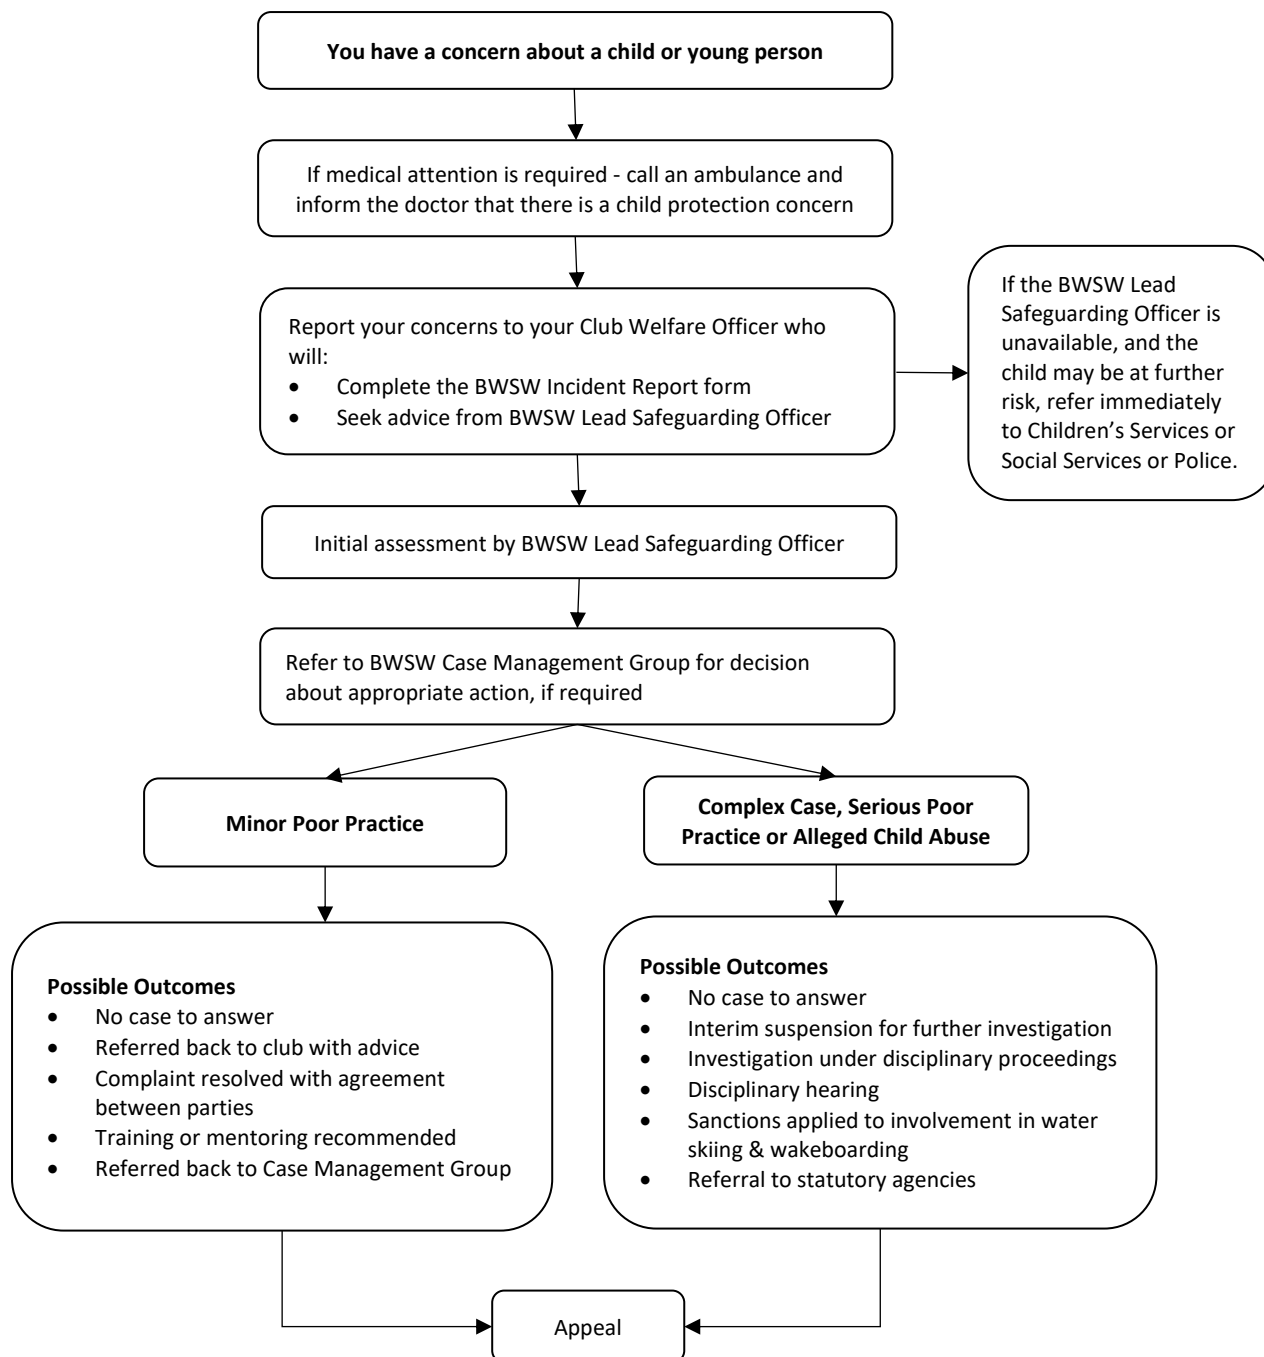 You have a concern about a child or young person
If medical attention is required - call an ambulance and
inform the doctor that there is a child protection concern
Report your concerns to your Club Welfare Officer who
will:
• Complete the BWSW Incident Report form
• Seek advice from BWSW Lead Safeguarding Officer
If the BWSW Lead
Safeguarding Officer is
unavailable, and the
child may be at further
risk, refer immediately
to Children’s Services or
Social Services or Police.
Initial assessment by BWSW Lead Safeguarding Officer
Refer to BWSW Case Management Group for decision
about appropriate action, if required
Minor Poor Practice
Complex Case, Serious Poor
Practice or Alleged Child Abuse
Possible Outcomes
• No case to answer
• Referred back to club with advice
• Complaint resolved with agreement
between parties
• Training or mentoring recommended
• Referred back to Case Management Group
Possible Outcomes
• No case to answer
• Interim suspension for further investigation
• Investigation under disciplinary proceedings
• Disciplinary hearing
• Sanctions applied to involvement in water
skiing & wakeboarding
• Referral to statutory agencies
Appeal